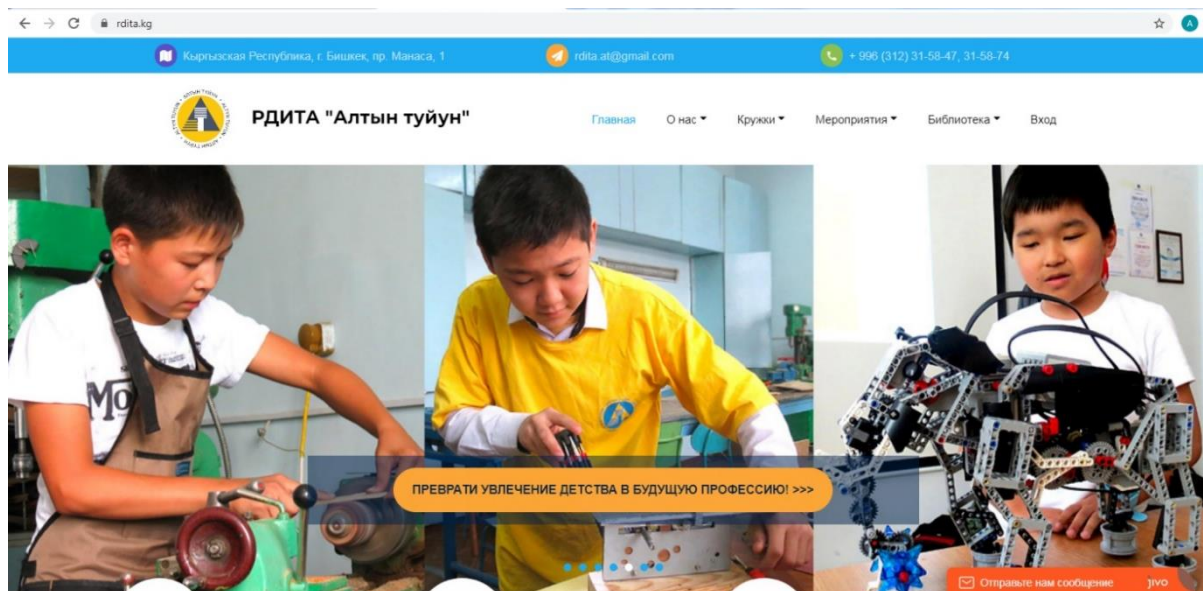 rdita.kg
A
Кыргызская Республика, г. Бишкек, пр. Манаса, 1
rdita.at@gmail.com
+ 996 (312) 31-58-47, 31-58-74
РДИТА "Алтын туйун"
Главная
О нас
Кружки
Мероприятия
Библиотека
Вход
ПРЕВРАТИ УВЛЕЧЕНИЕ ДЕТСТВА В БУДУЩУЮ ПРОФЕССИЮ! >>>
Отправьте нам сообщение
jivo